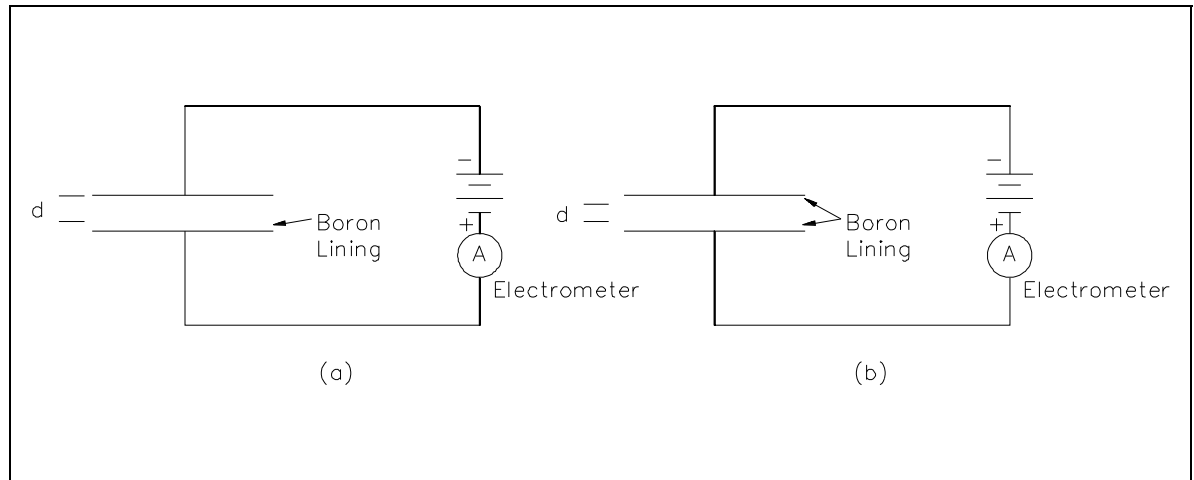 d
Boron
Lining
−
+
A
Electrometer
(a)
d
Boron
Lining
−
+
A
Electrometer
(b)